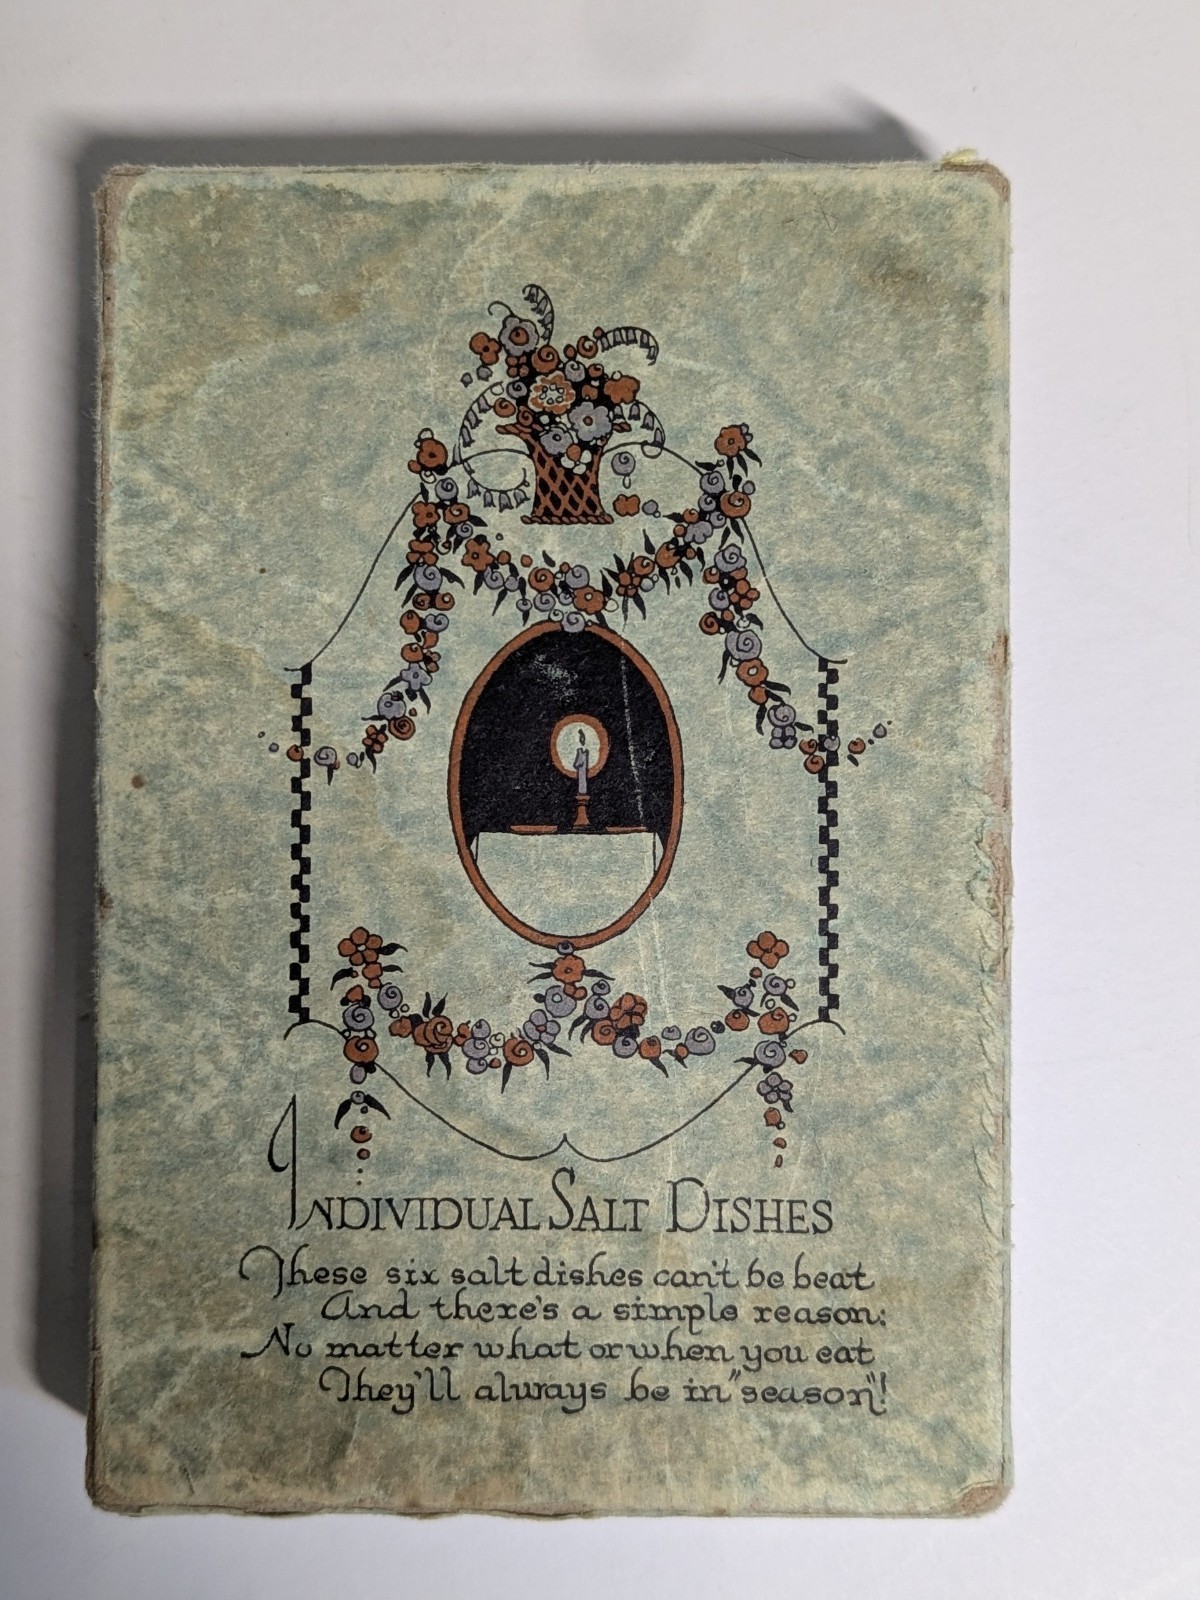 Individual Salt Dishes
These six salt dishes can't be beat
And there's a simple reason:
No matter what or when you eat
They'll always be in "season"!